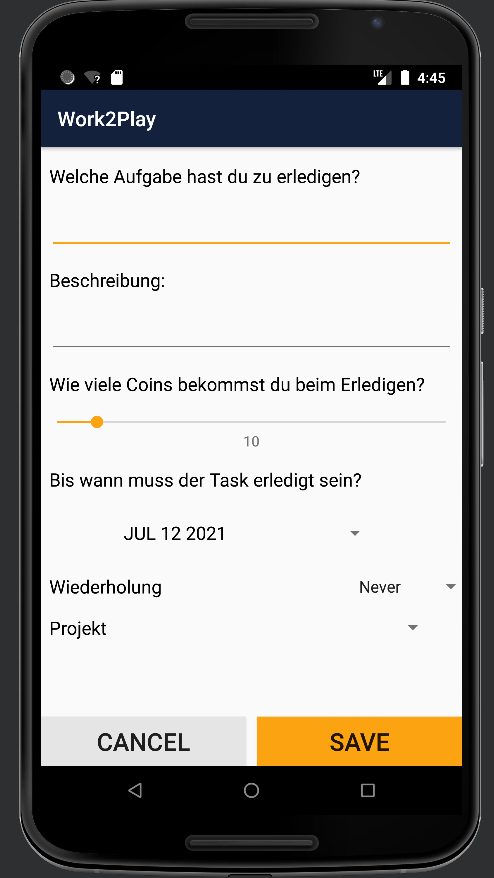 LTE 4:45
Work2Play
Welche Aufgabe hast du zu erledigen?
Beschreibung:
Wie viele Coins bekommst du beim Erledigen?
10
Bis wann muss der Task erledigt sein?
JUL 12 2021
Wiederholung Never
Projekt
CANCEL SAVE